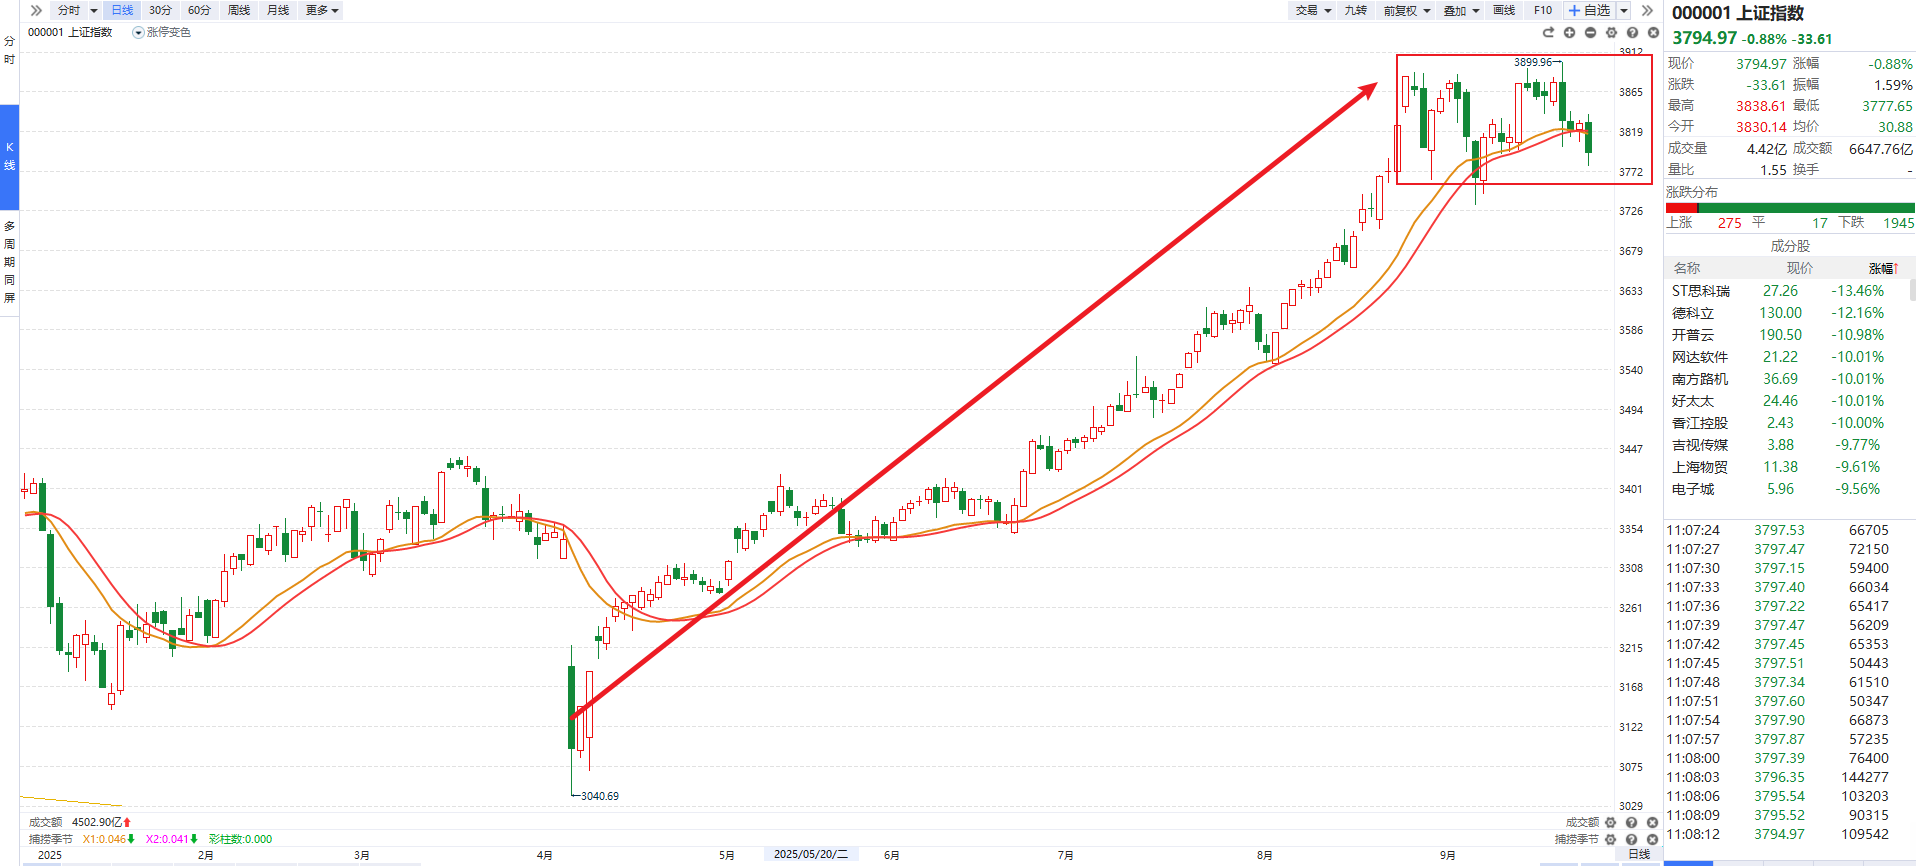 分时 日线 30分 60分 周线 月线 更多 交易 九转 前复权 叠加 画线 F10 自选
000001 上证指数 涨停变色
分时
K线
多周期同屏
3912
3865
3819
3772
3726
3679
3633
3586
3540
3494
3447
3401
3354
3308
3261
3215
3168
3122
3075
3029
3899.96
3040.69
成交额 4502.90亿 成交额
捕捞季节 X1:0.046 X2:0.041 彩柱数:0.000 捕捞季节
2025 2月 3月 4月 5月 2025/05/20/二 6月 7月 8月 9月 日线
000001 上证指数
3794.97 -0.88% -33.61
现价 3794.97 涨幅 -0.88%
涨跌 -33.61 振幅 1.59%
最高 3838.61 最低 3777.65
今开 3830.14 均价 30.88
成交量 4.42亿 成交额 6647.76亿
量比 1.55 换手 -
涨跌分布
上涨 275 平 17 下跌 1945
成分股
名称 现价 涨幅↑
ST思科瑞 27.26 -13.46%
德科立 130.00 -12.16%
开普云 190.50 -10.98%
网达软件 21.22 -10.01%
南方路机 36.69 -10.01%
好太太 24.46 -10.01%
香江控股 2.43 -10.00%
吉视传媒 3.88 -9.77%
上海物贸 11.38 -9.61%
电子城 5.96 -9.56%
11:07:24 3797.53 66705
11:07:27 3797.47 72150
11:07:30 3797.15 59400
11:07:33 3797.40 66034
11:07:36 3797.22 65417
11:07:39 3797.47 56209
11:07:42 3797.45 65353
11:07:45 3797.51 50443
11:07:48 3797.34 61510
11:07:51 3797.60 50347
11:07:54 3797.90 66873
11:07:57 3797.87 57235
11:08:00 3797.39 76400
11:08:03 3796.35 144277
11:08:06 3795.54 103203
11:08:09 3795.52 90315
11:08:12 3794.97 109542